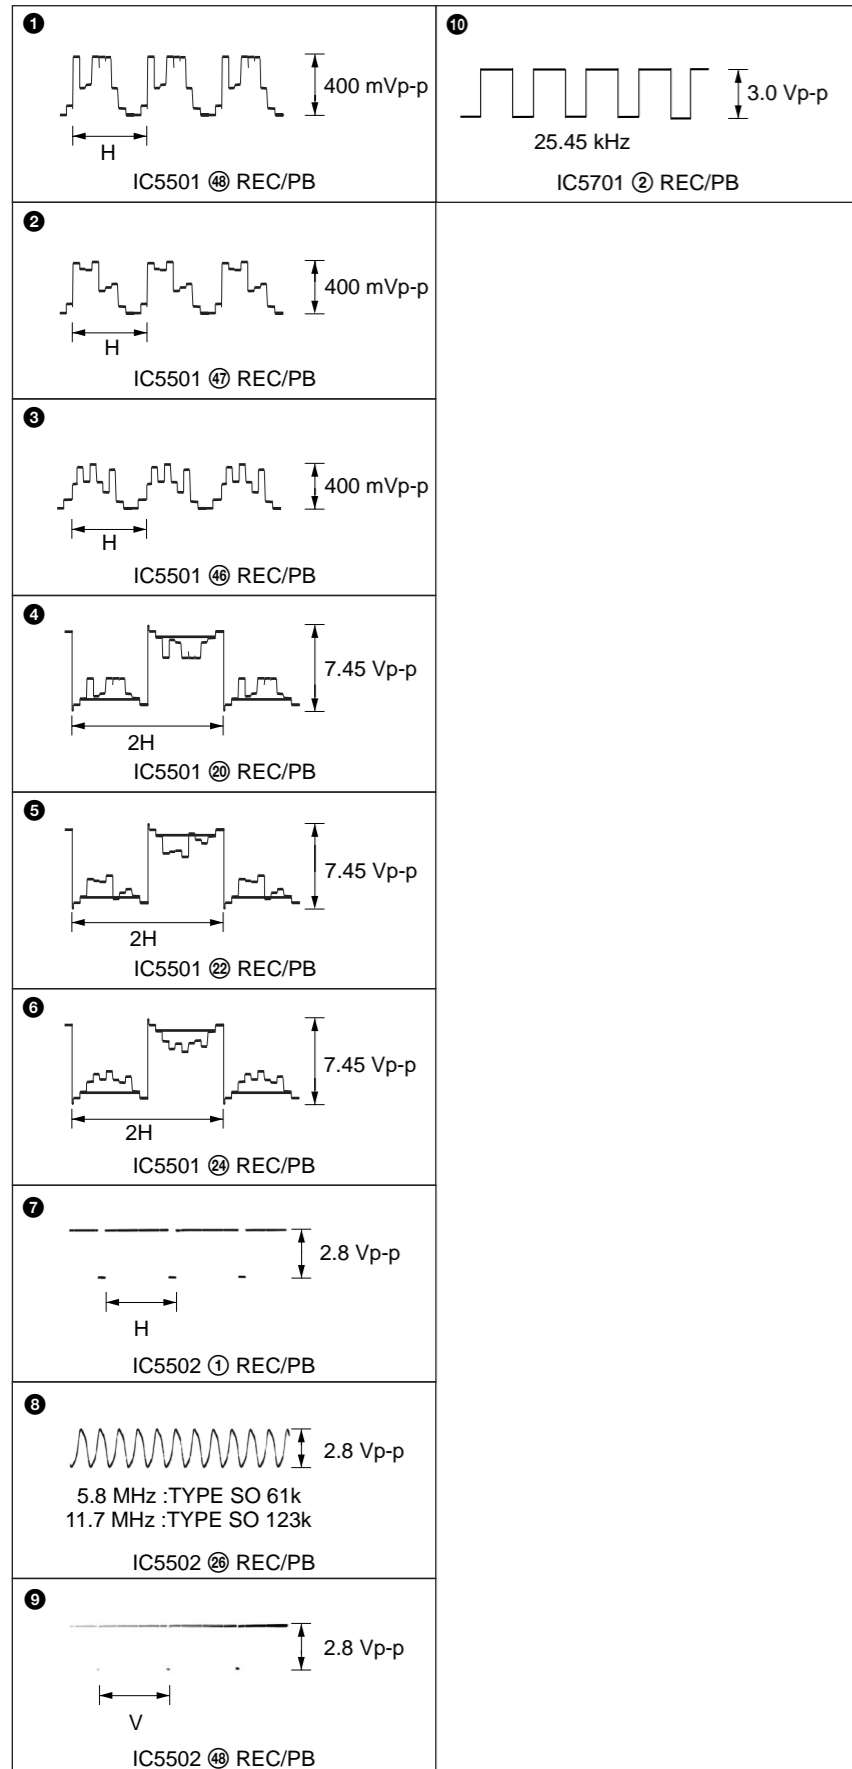 ❶
400 mVp-p
H
IC5501 ㊽ REC/PB
❷
400 mVp-p
H
IC5501 ㊼ REC/PB
❸
400 mVp-p
H
IC5501 ㊻ REC/PB
❹
7.45 Vp-p
2H
IC5501 ⑳ REC/PB
❺
7.45 Vp-p
2H
IC5501 ㉒ REC/PB
❻
7.45 Vp-p
2H
IC5501 ㉔ REC/PB
❼
2.8 Vp-p
H
IC5502 ① REC/PB
❽
2.8 Vp-p
5.8 MHz :TYPE SO 61k
11.7 MHz :TYPE SO 123k
IC5502 ㉖ REC/PB
❾
2.8 Vp-p
V
IC5502 ㊽ REC/PB
❿
3.0 Vp-p
25.45 kHz
IC5701 ② REC/PB